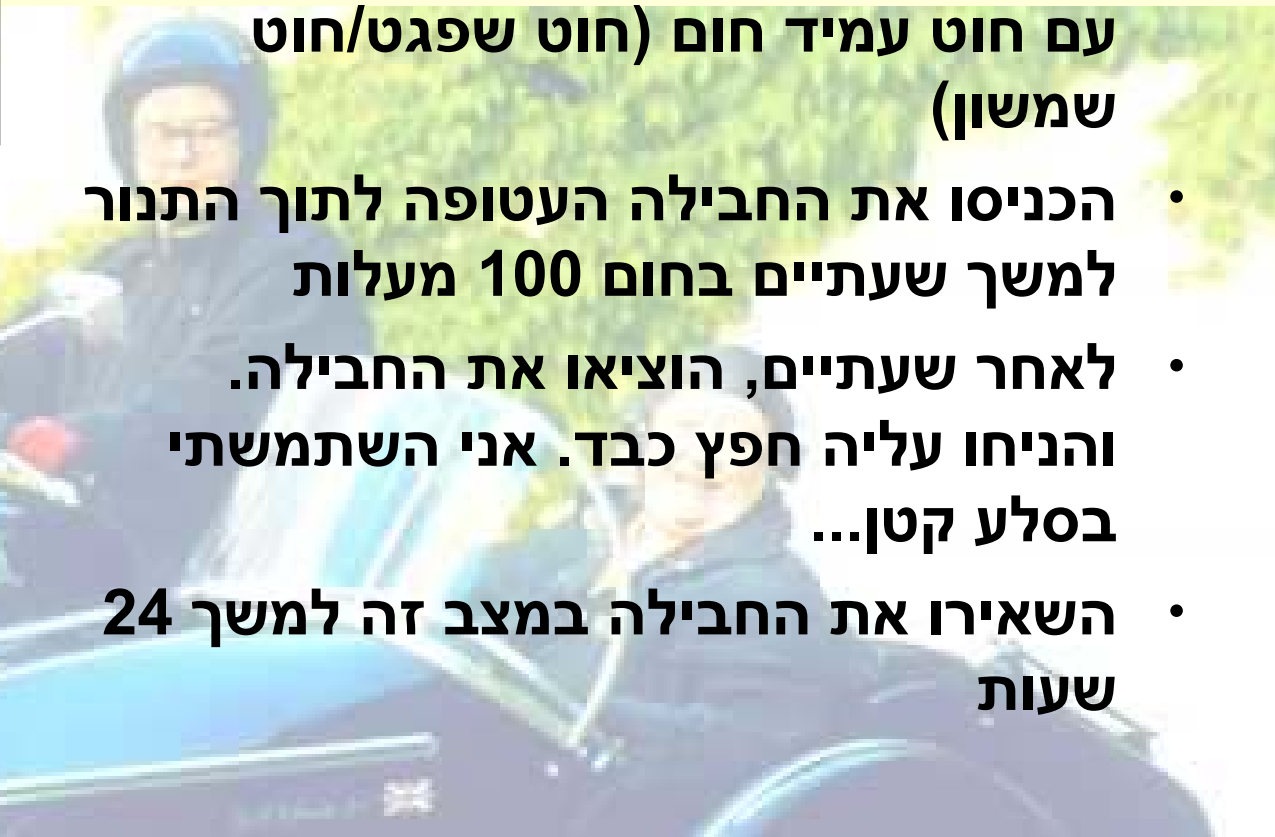 עם חוט עמיד חום (חוט שפגט/חוט
שמשון)
• הכניסו את החבילה העטופה לתוך התנור
למשך שעתיים בחום 100 מעלות
• לאחר שעתיים, הוציאו את החבילה.
והניחו עליה חפץ כבד. אני השתמשתי
בסלע קטן...
• השאירו את החבילה במצב זה למשך 24
שעות